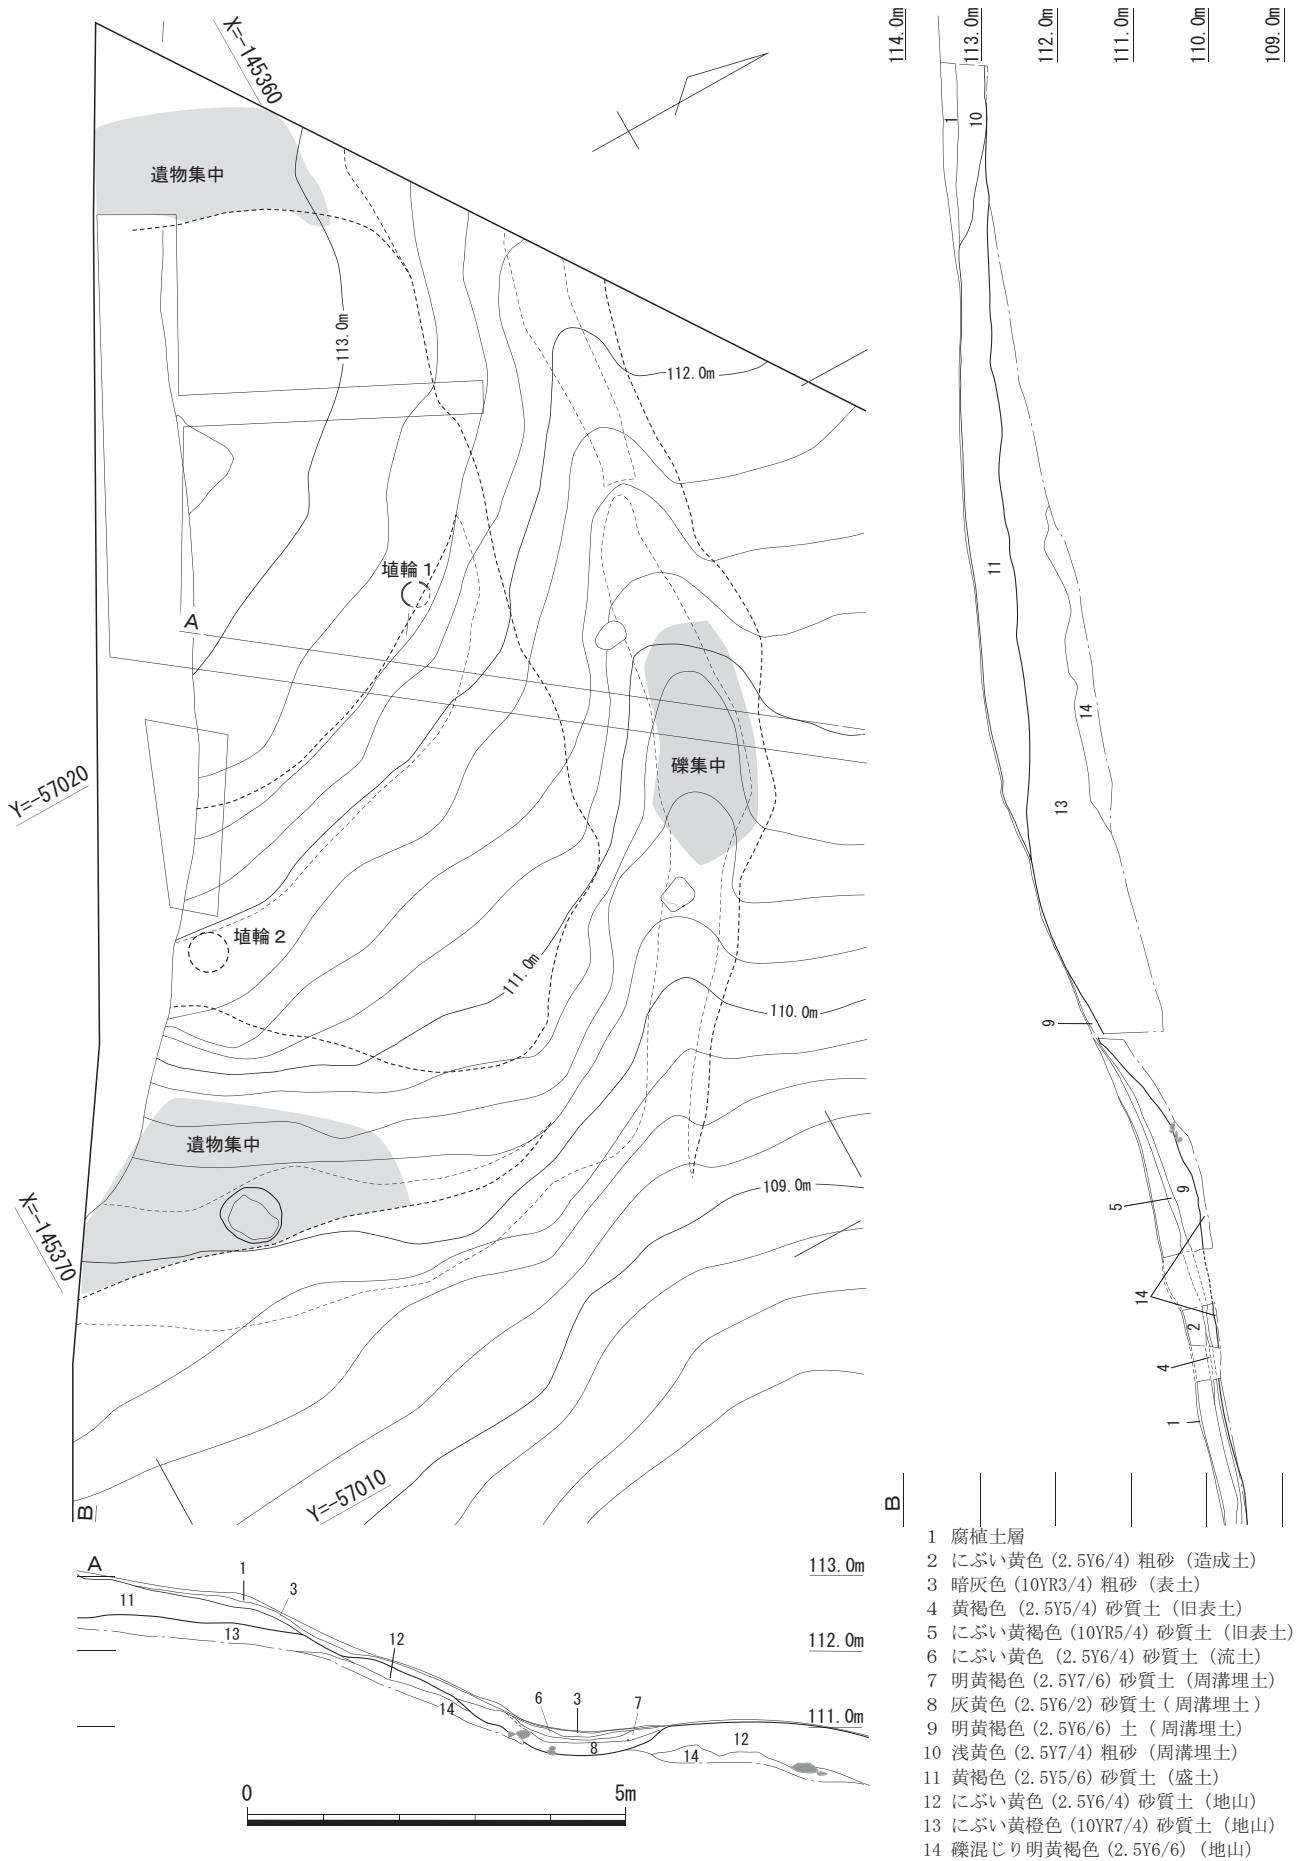 X=-145360
114.0m
113.0m
112.0m
111.0m
110.0m
109.0m
1
10
遺物集中
113.0m
112.0m
埴輪1
11
A
14
礫集中
13
Y=-57020
埴輪2
111.0m
110.0m
9
遺物集中
109.0m
5
9
X=-145370
14
2
4
1
Y=-57010
B
B
A
1
3
113.0m
11
13
12
112.0m
14
6
3
7
111.0m
8
12
14
0
5m
1 腐植土層
2 にぶい黄色 (2.5Y6/4) 粗砂（造成土）
3 暗灰色 (10YR3/4) 粗砂（表土）
4 黄褐色 (2.5Y5/4) 砂質土（旧表土）
5 にぶい黄褐色 (10YR5/4) 砂質土（旧表土）
6 にぶい黄色 (2.5Y6/4) 砂質土（流土）
7 明黄褐色 (2.5Y7/6) 砂質土（周溝埋土）
8 灰黄色 (2.5Y6/2) 砂質土（周溝埋土）
9 明黄褐色 (2.5Y6/6) 土（周溝埋土）
10 浅黄色 (2.5Y7/4) 粗砂（周溝埋土）
11 黄褐色 (2.5Y5/6) 砂質土（盛土）
12 にぶい黄色 (2.5Y6/4) 砂質土（地山）
13 にぶい黄橙色 (10YR7/4) 砂質土（地山）
14 礫混じり明黄褐色 (2.5Y6/6)（地山）